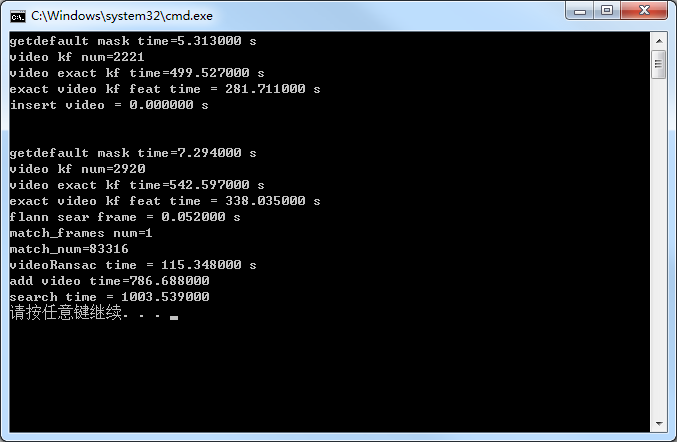 C:\Windows\system32\cmd.exe
getdefault mask time=5.313000 s
video kf num=2221
video exact kf time=499.527000 s
exact video kf feat time = 281.711000 s
insert video = 0.000000 s
getdefault mask time=7.294000 s
video kf num=2920
video exact kf time=542.597000 s
exact video kf feat time = 338.035000 s
flann sear frame = 0.052000 s
match_frames num=1
match_num=83316
videoRansac time = 115.348000 s
add video time=786.688000
search time = 1003.539000
请按任意键继续. . .